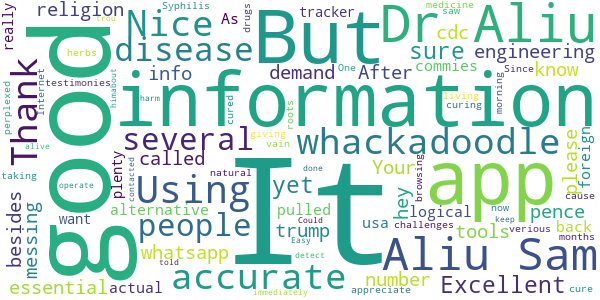 religion
Nice
But
Dr Aliu
Syphilis
As
tracker
cdc
drugs
trou
medicine
saw
really
herbs
disease
sure
engineering
One
testimonies
info
demand
After
commies
Since
know
Thank
good
information
perplexed
Internet
himabout
harm
cured
roots
living
curing
morning
several
whackadoodle
giving
vain
called
Your
please
foreign
alive
plenty
Using
yet
hey
app
browsing
taking
besides
messing
people
It
natural
done
logical
pence
now
cause
want
alternative
pulled
contacted
Could
usa
tools
back
verious
operate
whatsapp
trump
challenges
keep
months
essential
actual
told
accurate
Easy
detect
number
Aliu Sam
Excellent
appreciate
cure
immediately